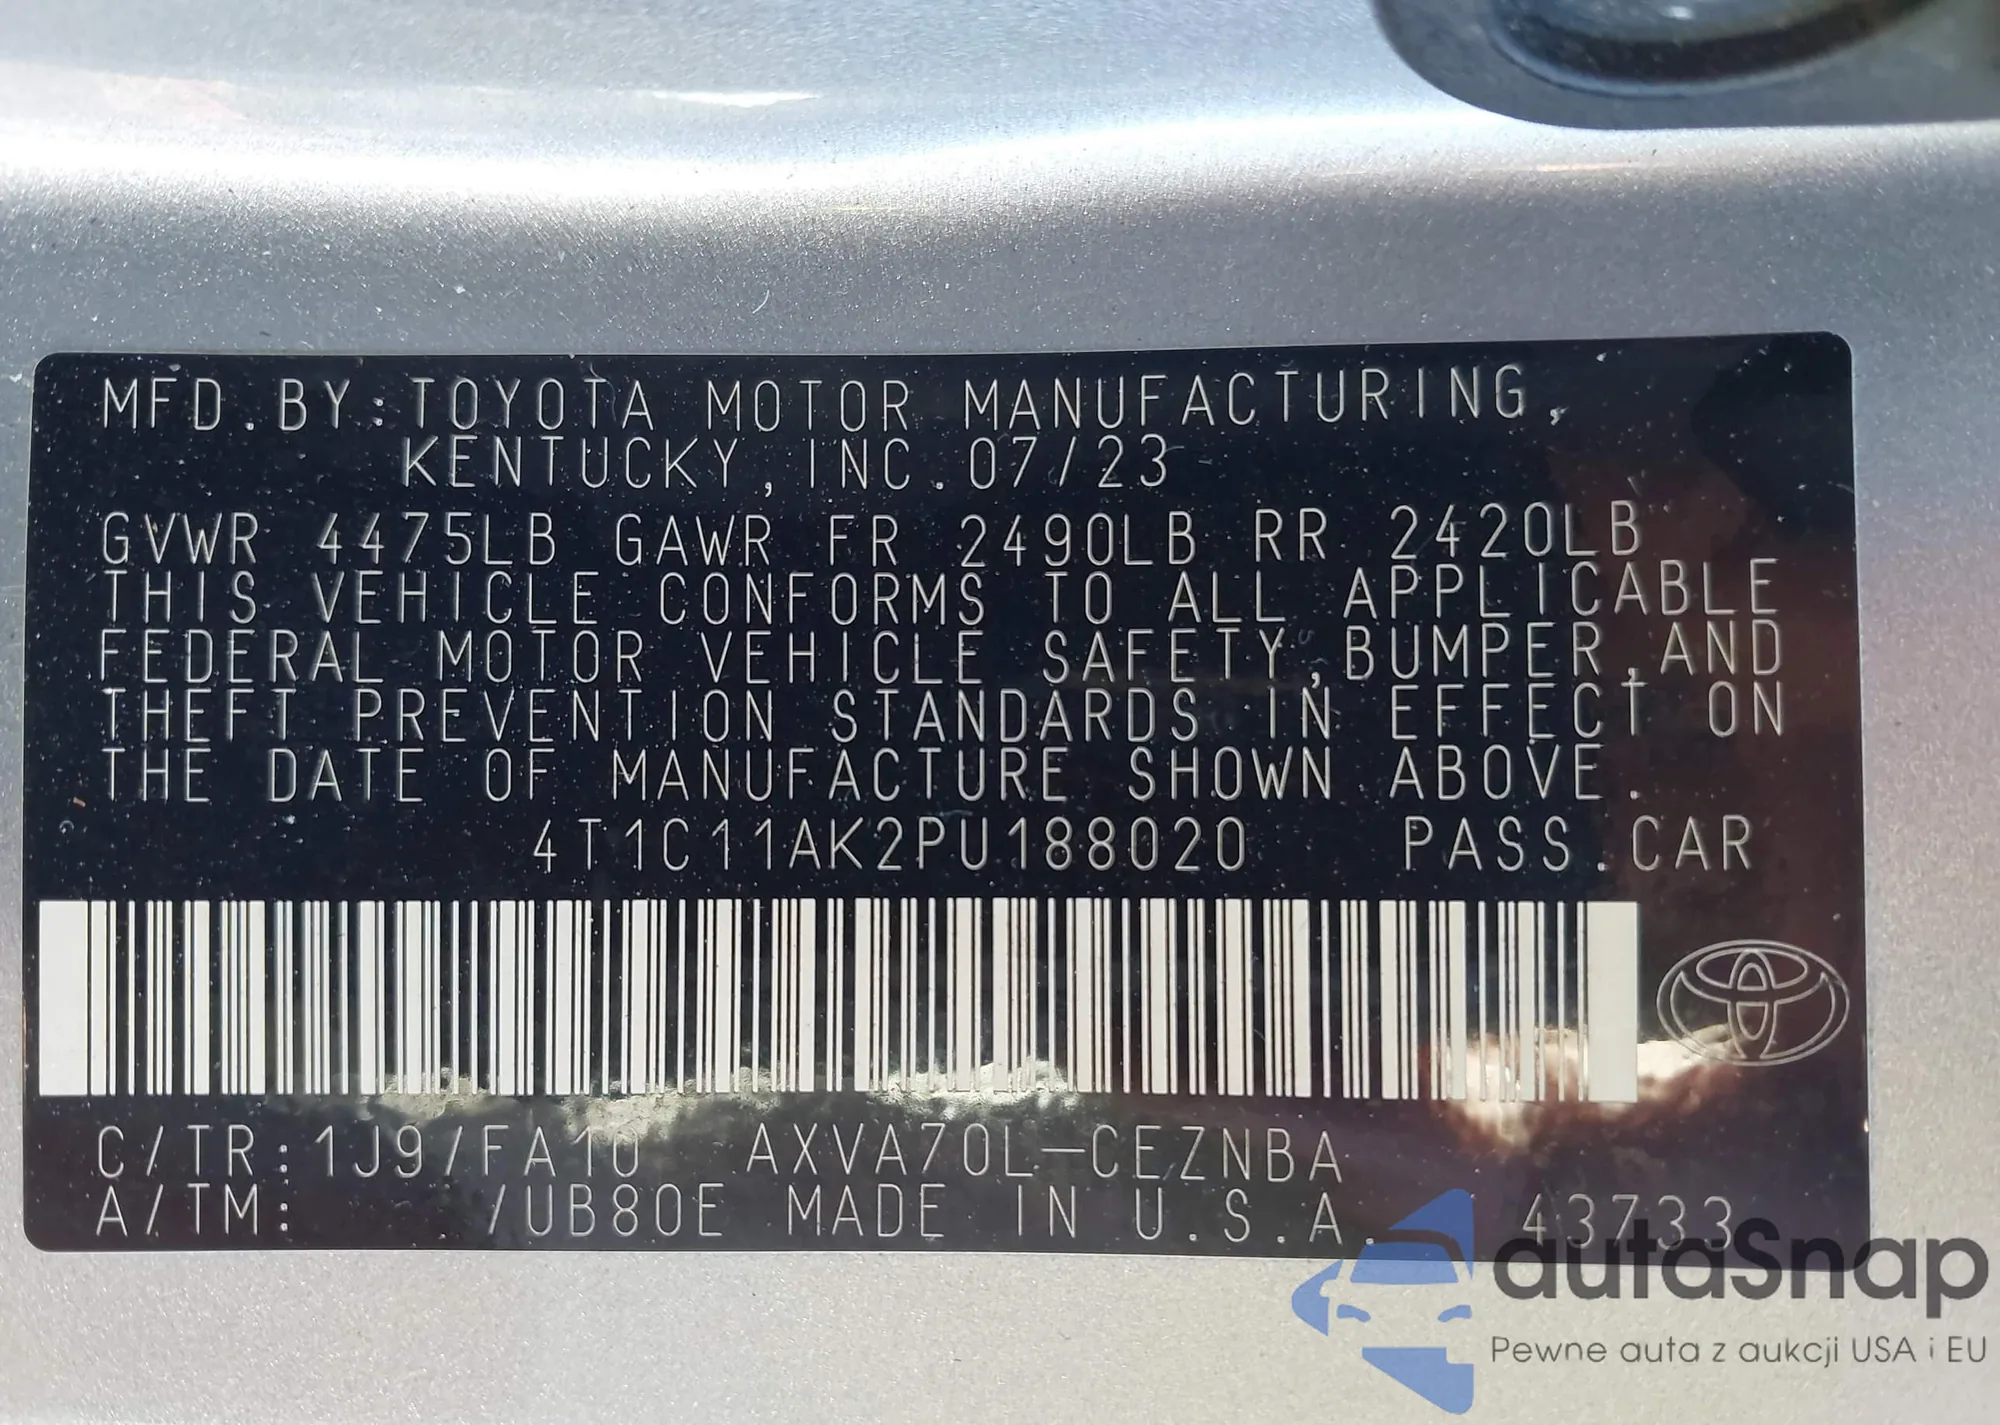 MFD.BY:TOYOTA MOTOR MANUFACTURING,
KENTUCKY, INC.07/23
GVWR 4475LB GAWR FR 2490LB RR 2420LB
THIS VEHICLE CONFORMS TO ALL APPLICABLE
FEDERAL MOTOR VEHICLE SAFETY,BUMPER,AND
THEFT PREVENTION STANDARDS IN EFFECT ON
THE DATE OF MANUFACTURE SHOWN ABOVE.
4T1C11AK2PU188020 PASS.CAR
C/TR:1J9/FA10 AXVA70L-CEZNBA
A/TM: /UB80E MADE IN U.S.A. 43733
autaSnap
Pewne auta z aukcji USA i EU